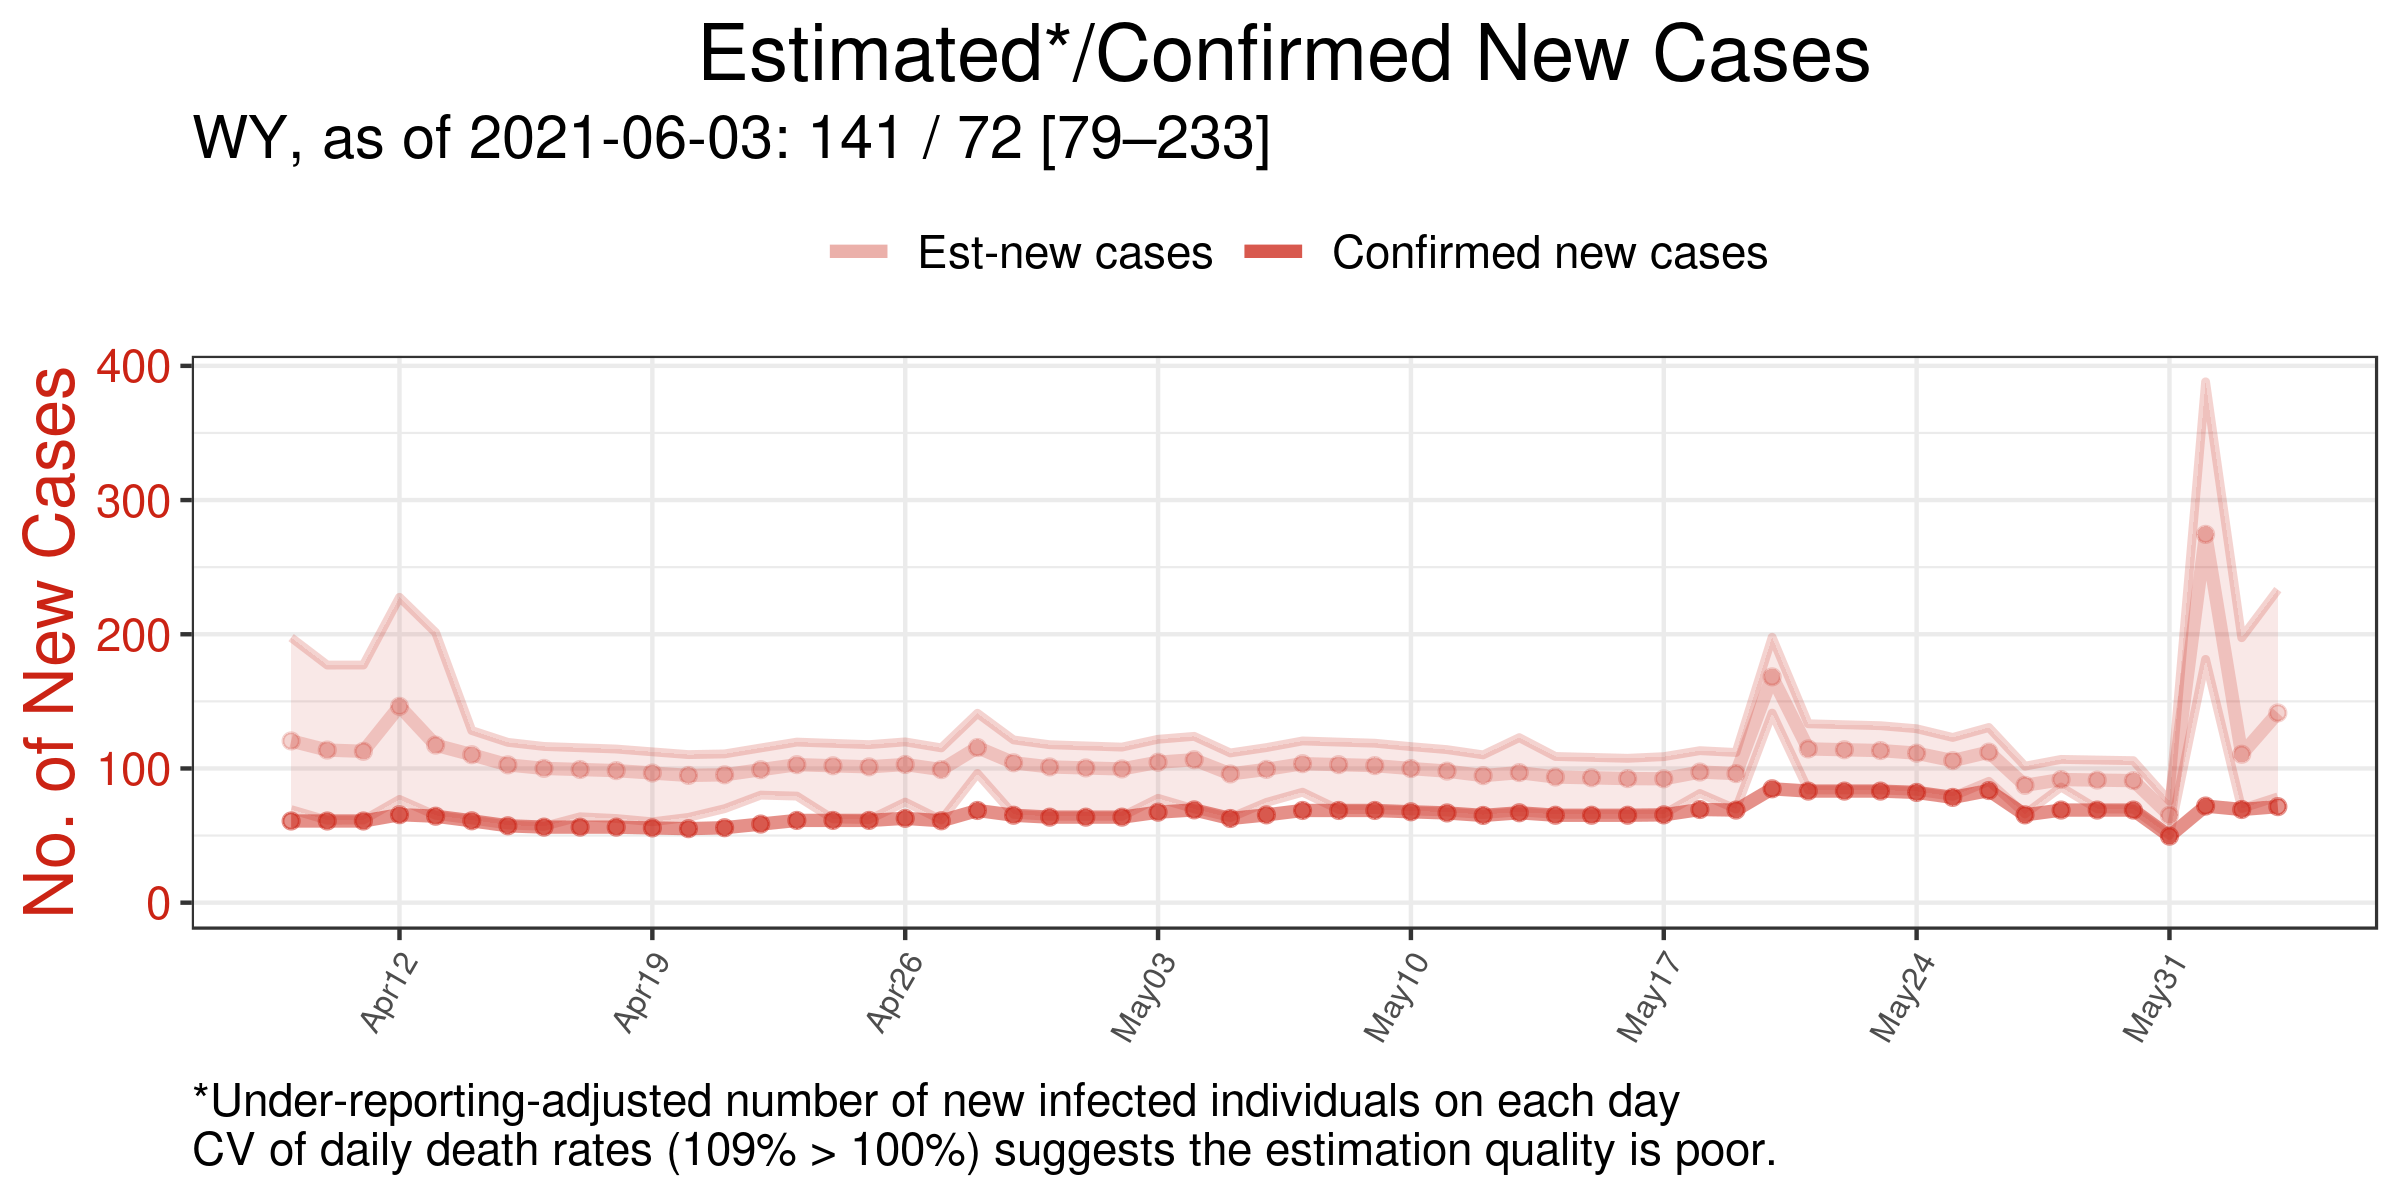 Estimated*/Confirmed New Cases
WY, as of 2021-06-03: 141 / 72 [79–233]
Est-new cases
Confirmed new cases
No. of New Cases
400
300
200
100
0
Apr12
Apr19
Apr26
May03
May10
May17
May24
May31
*Under-reporting-adjusted number of new infected individuals on each day
CV of daily death rates (109% > 100%) suggests the estimation quality is poor.